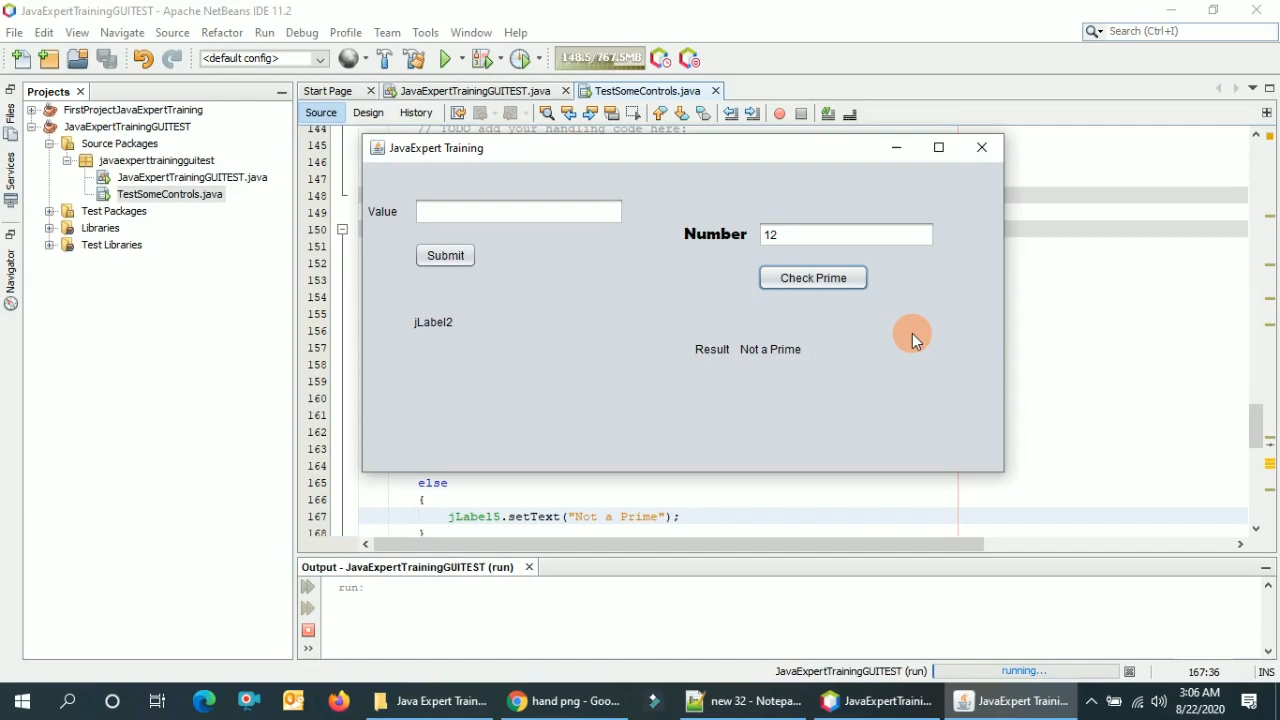 JavaExpertTrainingGUITEST - Apache NetBeans IDE 11.2
File Edit View Navigate Source Refactor Run Debug Profile Team Tools Window Help
Search (Ctrl+I)
<default config>
148.5/767.5MB
Projects
Start Page
JavaExpertTrainingGUITEST.java
TestSomeControls.java
Files
Services
Navigator
FirstProjectJavaExpertTraining
JavaExpertTrainingGUITEST
Source Packages
javaexperttrainingguitest
JavaExpertTrainingGUITEST.java
TestSomeControls.java
Test Packages
Libraries
Test Libraries
Source Design History
144 // TODO add your handling code here:
145
146
147
148
149
150
151
152
153
154
155
156
157
158
159
160
161
162
163
164
165 else
166 {
167 jLabel5.setText("Not a Prime");
168 }
JavaExpert Training
Value
Submit
jLabel2
Number 12
Check Prime
Result Not a Prime
Output - JavaExpertTrainingGUITEST (run)
run:
>>
JavaExpertTrainingGUITEST (run) running... 167:36 INS
Java Expert Train...
hand png - Goo...
new 32 - Notepa...
JavaExpertTraini...
JavaExpert Traini...
3:06 AM
8/22/2020